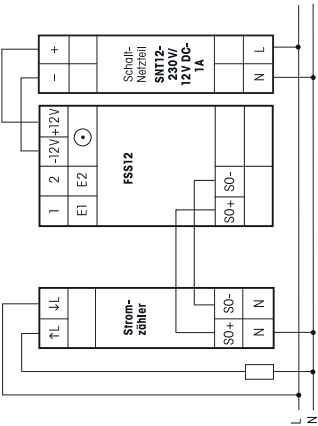 +
−
Schalt-
Netzteil
SNT12-
230V/
12V DC-
1A
L
N
-12V
+12V
2
1
E2
E1
FSS12
S0-
S0+
↓L
↑L
Strom-
zähler
S0-
S0+
N
N
L
N